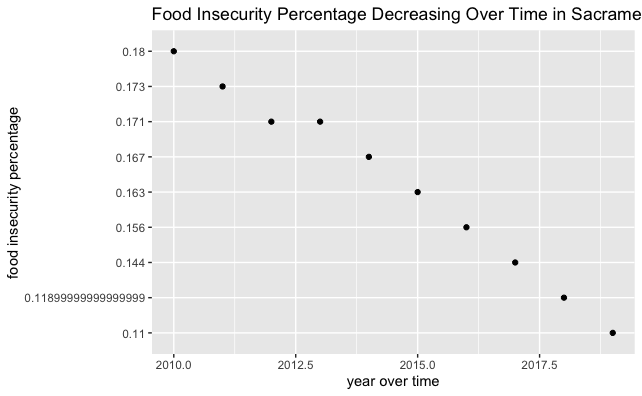 Food Insecurity Percentage Decreasing Over Time in Sacrame
0.18
0.173
0.171
0.167
0.163
0.156
0.144
0.11899999999999999
0.11
food insecurity percentage
2010.0 2012.5 2015.0 2017.5
year over time